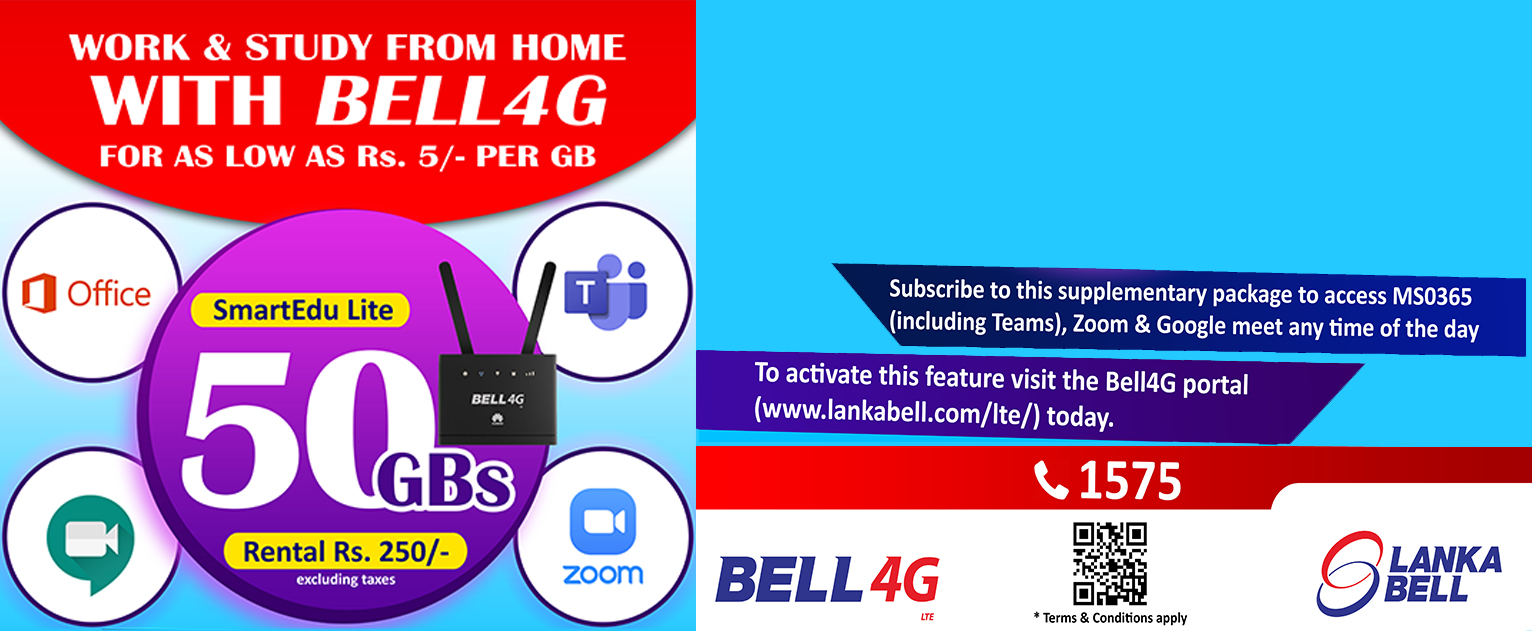 WORK & STUDY FROM HOME
WITH BELL4G
FOR AS LOW AS Rs. 5/- PER GB
Office
T
SmartEdu Lite
50
GBs
BELL 4G
Rental Rs. 250/-
excluding taxes
zoom
Subscribe to this supplementary package to access MS0365
(including Teams), Zoom & Google meet any time of the day
To activate this feature visit the Bell4G portal
(www.lankabell.com/lte/) today.
1575
BELL 4G
LTE
* Terms & Conditions apply
LANKA
BELL